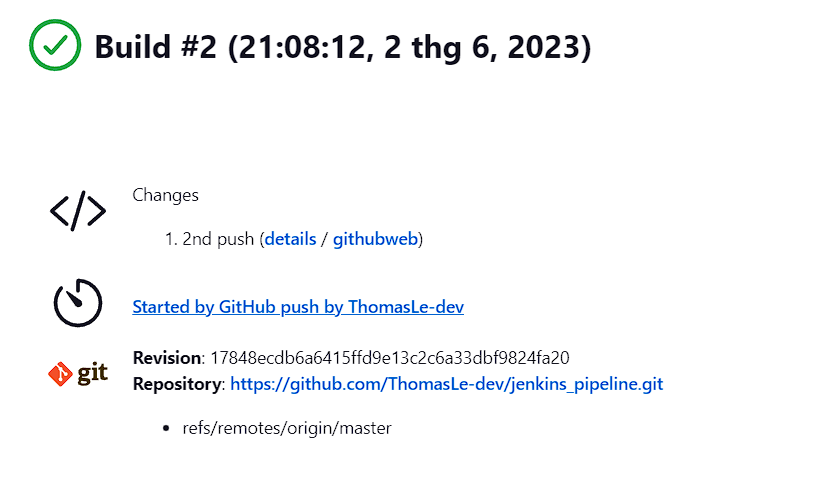 Build #2 (21:08:12, 2 thg 6, 2023)
Changes
1. 2nd push (details / githubweb)
Started by GitHub push by ThomasLe-dev
git
Revision: 17848ecdb6a6415ffd9e13c2c6a33dbf9824fa20
Repository: https://github.com/ThomasLe-dev/jenkins_pipeline.git
• refs/remotes/origin/master